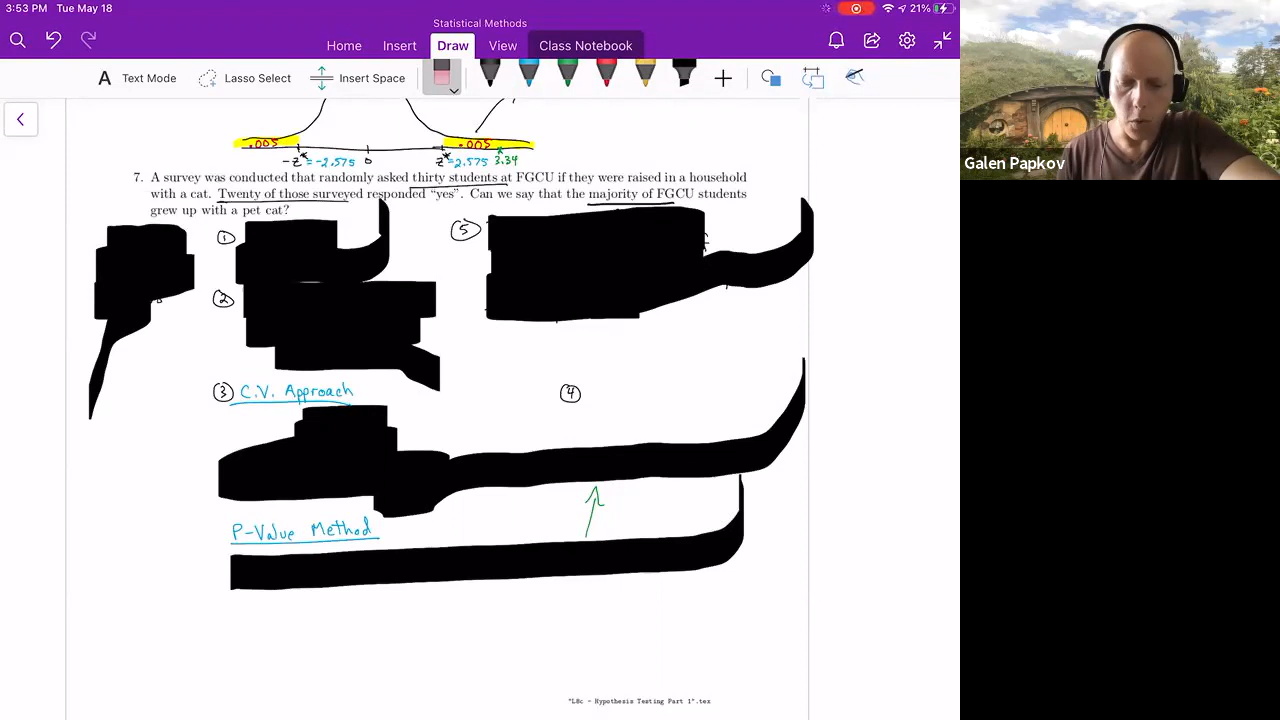 3:53 PM Tue May 18
21%
Statistical Methods
Home Insert Draw View Class Notebook
A Text Mode Lasso Select Insert Space
.005 .005
-z* = -2.575 0 z* = 2.575 3.34
7. A survey was conducted that randomly asked thirty students at FGCU if they were raised in a household
with a cat. Twenty of those surveyed responded "yes". Can we say that the majority of FGCU students
grew up with a pet cat?
① ⑤
②
③ C.V. Approach ④
P-Value Method
"L8c - Hypothesis Testing Part 1".tex
Galen Papkov